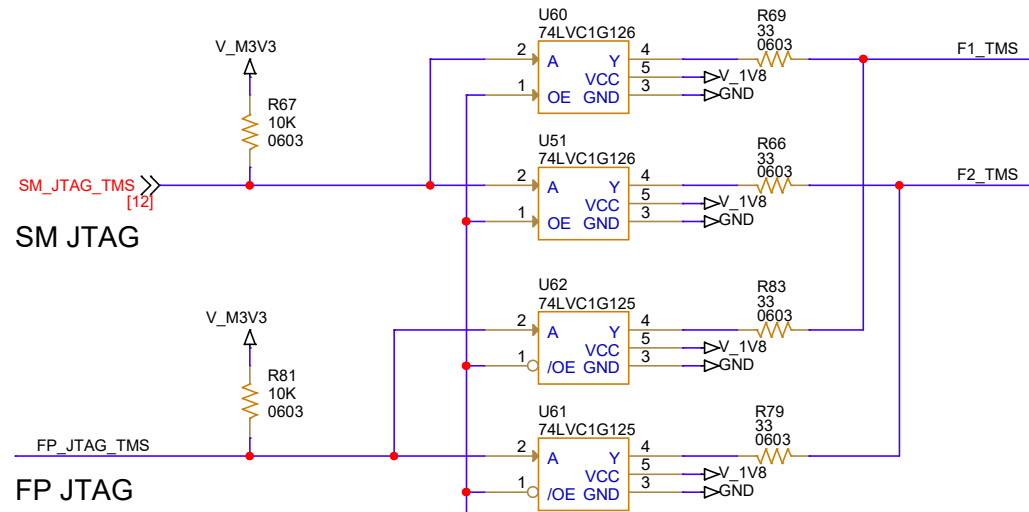 U60
74LVC1G126
2 A Y 4
VCC 5 V_1V8
1 OE GND 3 GND
R69
33
0603
F1_TMS
V_M3V3
R67
10K
0603
U51
74LVC1G126
2 A Y 4
VCC 5 V_1V8
1 OE GND 3 GND
R66
33
0603
F2_TMS
SM_JTAG_TMS
[12]
SM JTAG
U62
74LVC1G125
2 A Y 4
VCC 5 V_1V8
1 /OE GND 3 GND
R83
33
0603
V_M3V3
R81
10K
0603
U61
74LVC1G125
2 A Y 4
VCC 5 V_1V8
1 /OE GND 3 GND
R79
33
0603
FP_JTAG_TMS
FP JTAG